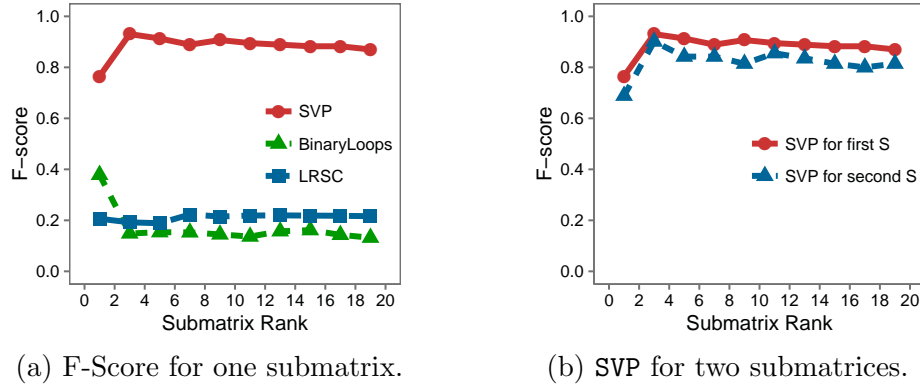 1.0
0.8
0.6
0.4
0.2
0.0
F-score
SVP
BinaryLoops
LRSC
0 2 4 6 8 10 12 14 16 18 20
Submatrix Rank
(a) F-Score for one submatrix.
1.0
0.8
0.6
0.4
0.2
0.0
F-score
SVP for first S
SVP for second S
0 2 4 6 8 10 12 14 16 18 20
Submatrix Rank
(b) SVP for two submatrices.